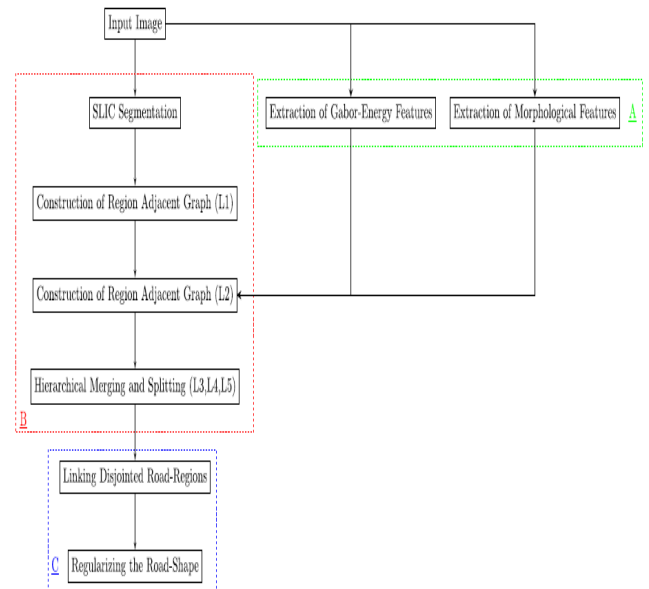 Input Image
SLIC Segmentation
Extraction of Gabor-Energy Features
Extraction of Morphological Features
A
Construction of Region Adjacent Graph (L1)
Construction of Region Adjacent Graph (L2)
Hierarchical Merging and Splitting (L3,L4,L5)
B
Linking Disjointed Road-Regions
C
Regularizing the Road-Shape